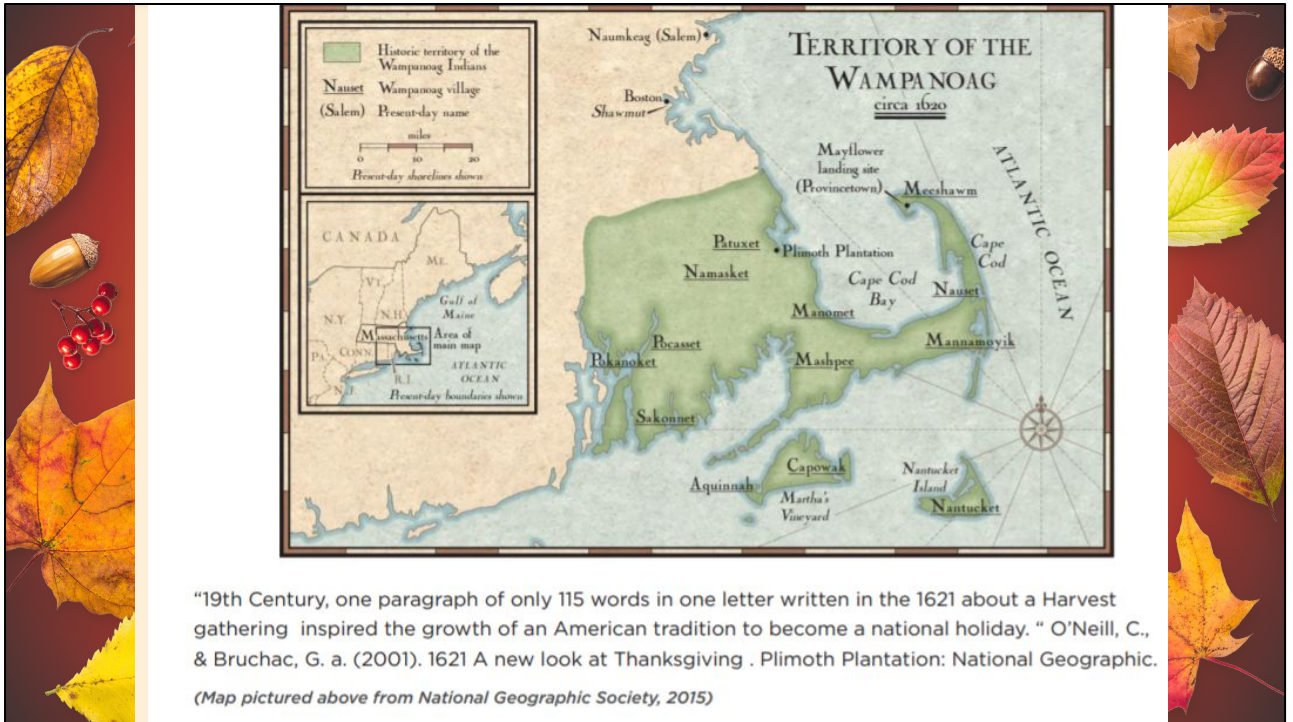 Historic territory of the
Wampanoag Indians
Nauset Wampanoag village
(Salem) Present-day name
miles
0 10 20
Present-day shorelines shown
CANADA
ME.
VT.
N.H.
N.Y.
Gulf of
Maine
Massachusetts
Area of
main map
PA.
CONN.
R.I.
N.J.
ATLANTIC
OCEAN
Present-day boundaries shown
TERRITORY OF THE
WAMPANOAG
circa 1620
Naumkeag (Salem)
Boston
Shawmut
Mayflower
landing site
(Provincetown)
Meeshawm
ATLANTIC OCEAN
Patuxet
Plimoth Plantation
Cape
Cod
Namasket
Cape Cod
Bay
Nauset
Manomet
Pocasset
Mannamoyik
Pokanoket
Mashpee
Sakonnet
Capowak
Aquinnah
Martha's
Vineyard
Nantucket
Island
Nantucket
“19th Century, one paragraph of only 115 words in one letter written in the 1621 about a Harvest
gathering inspired the growth of an American tradition to become a national holiday. “ O’Neill, C.,
& Bruchac, G. a. (2001). 1621 A new look at Thanksgiving . Plimoth Plantation: National Geographic.
(Map pictured above from National Geographic Society, 2015)